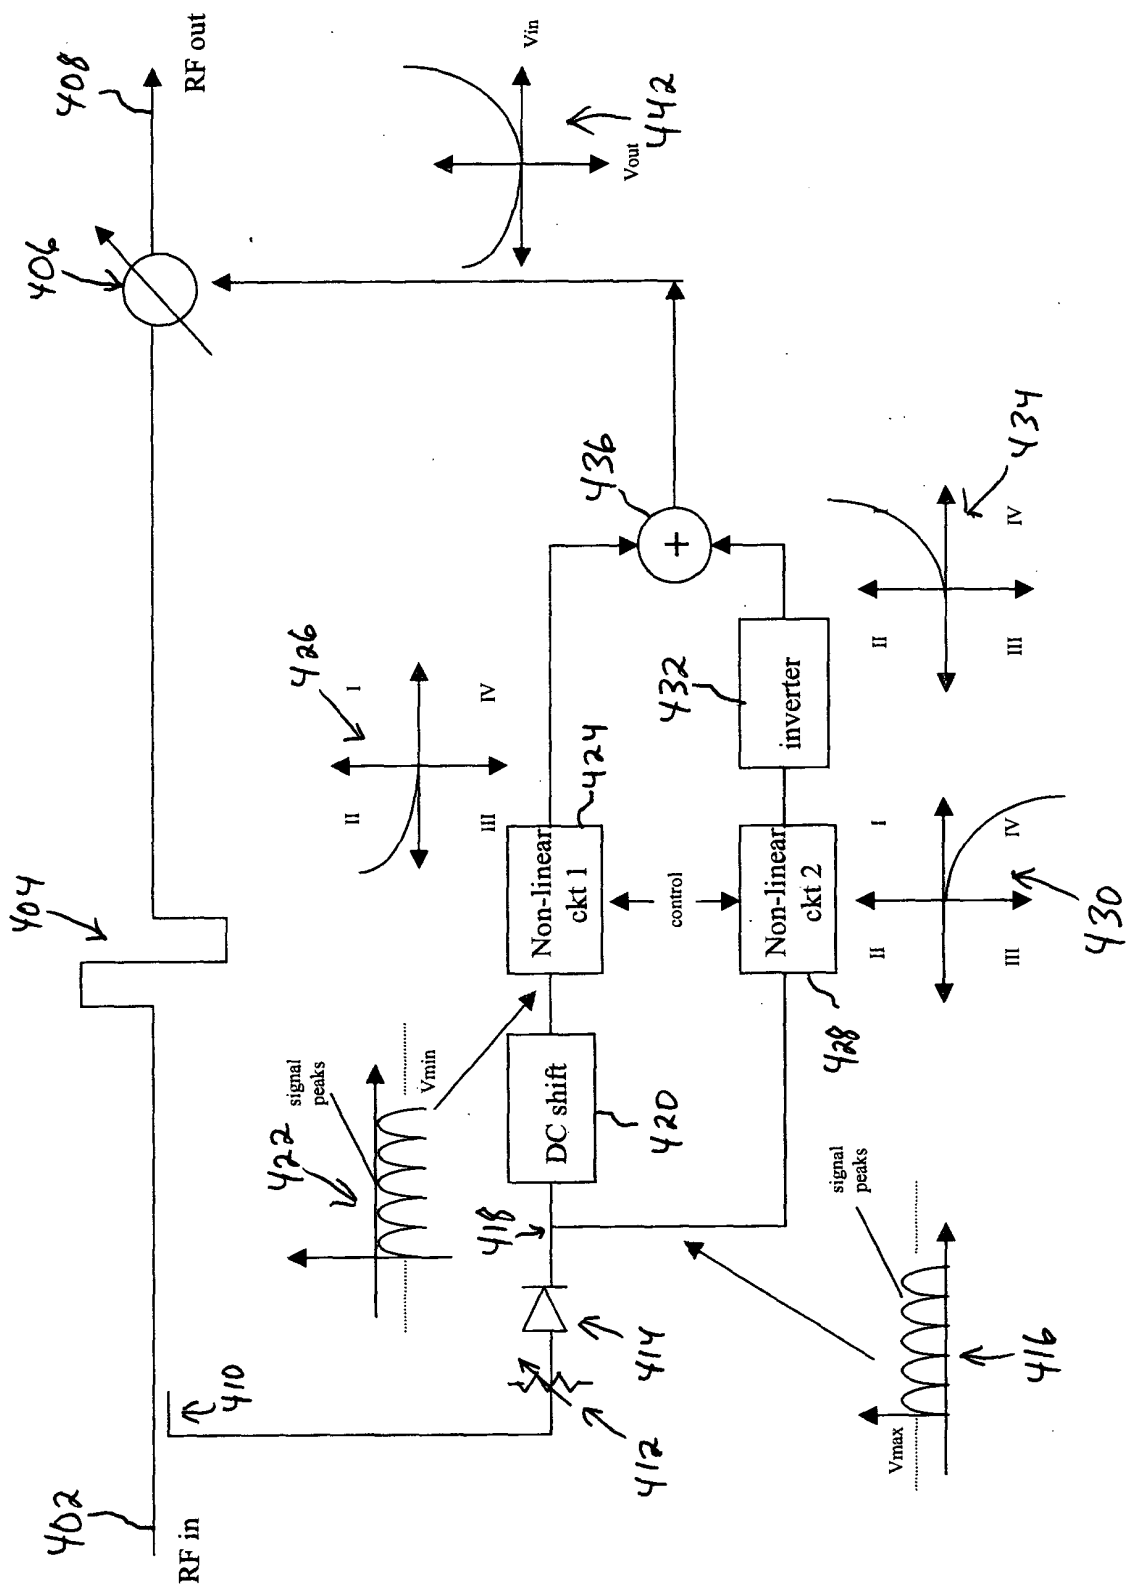 402
RF in
410
404
406
408
RF out
412
414
416
Vmax
signal
peaks
418
420
DC shift
422
signal
peaks
Vmin
Non-linear
ckt 1
424
426
I
II
III
IV
control
Non-linear
ckt 2
428
430
I
II
III
IV
inverter
432
434
I
II
III
IV
436
+
442
Vin
Vout